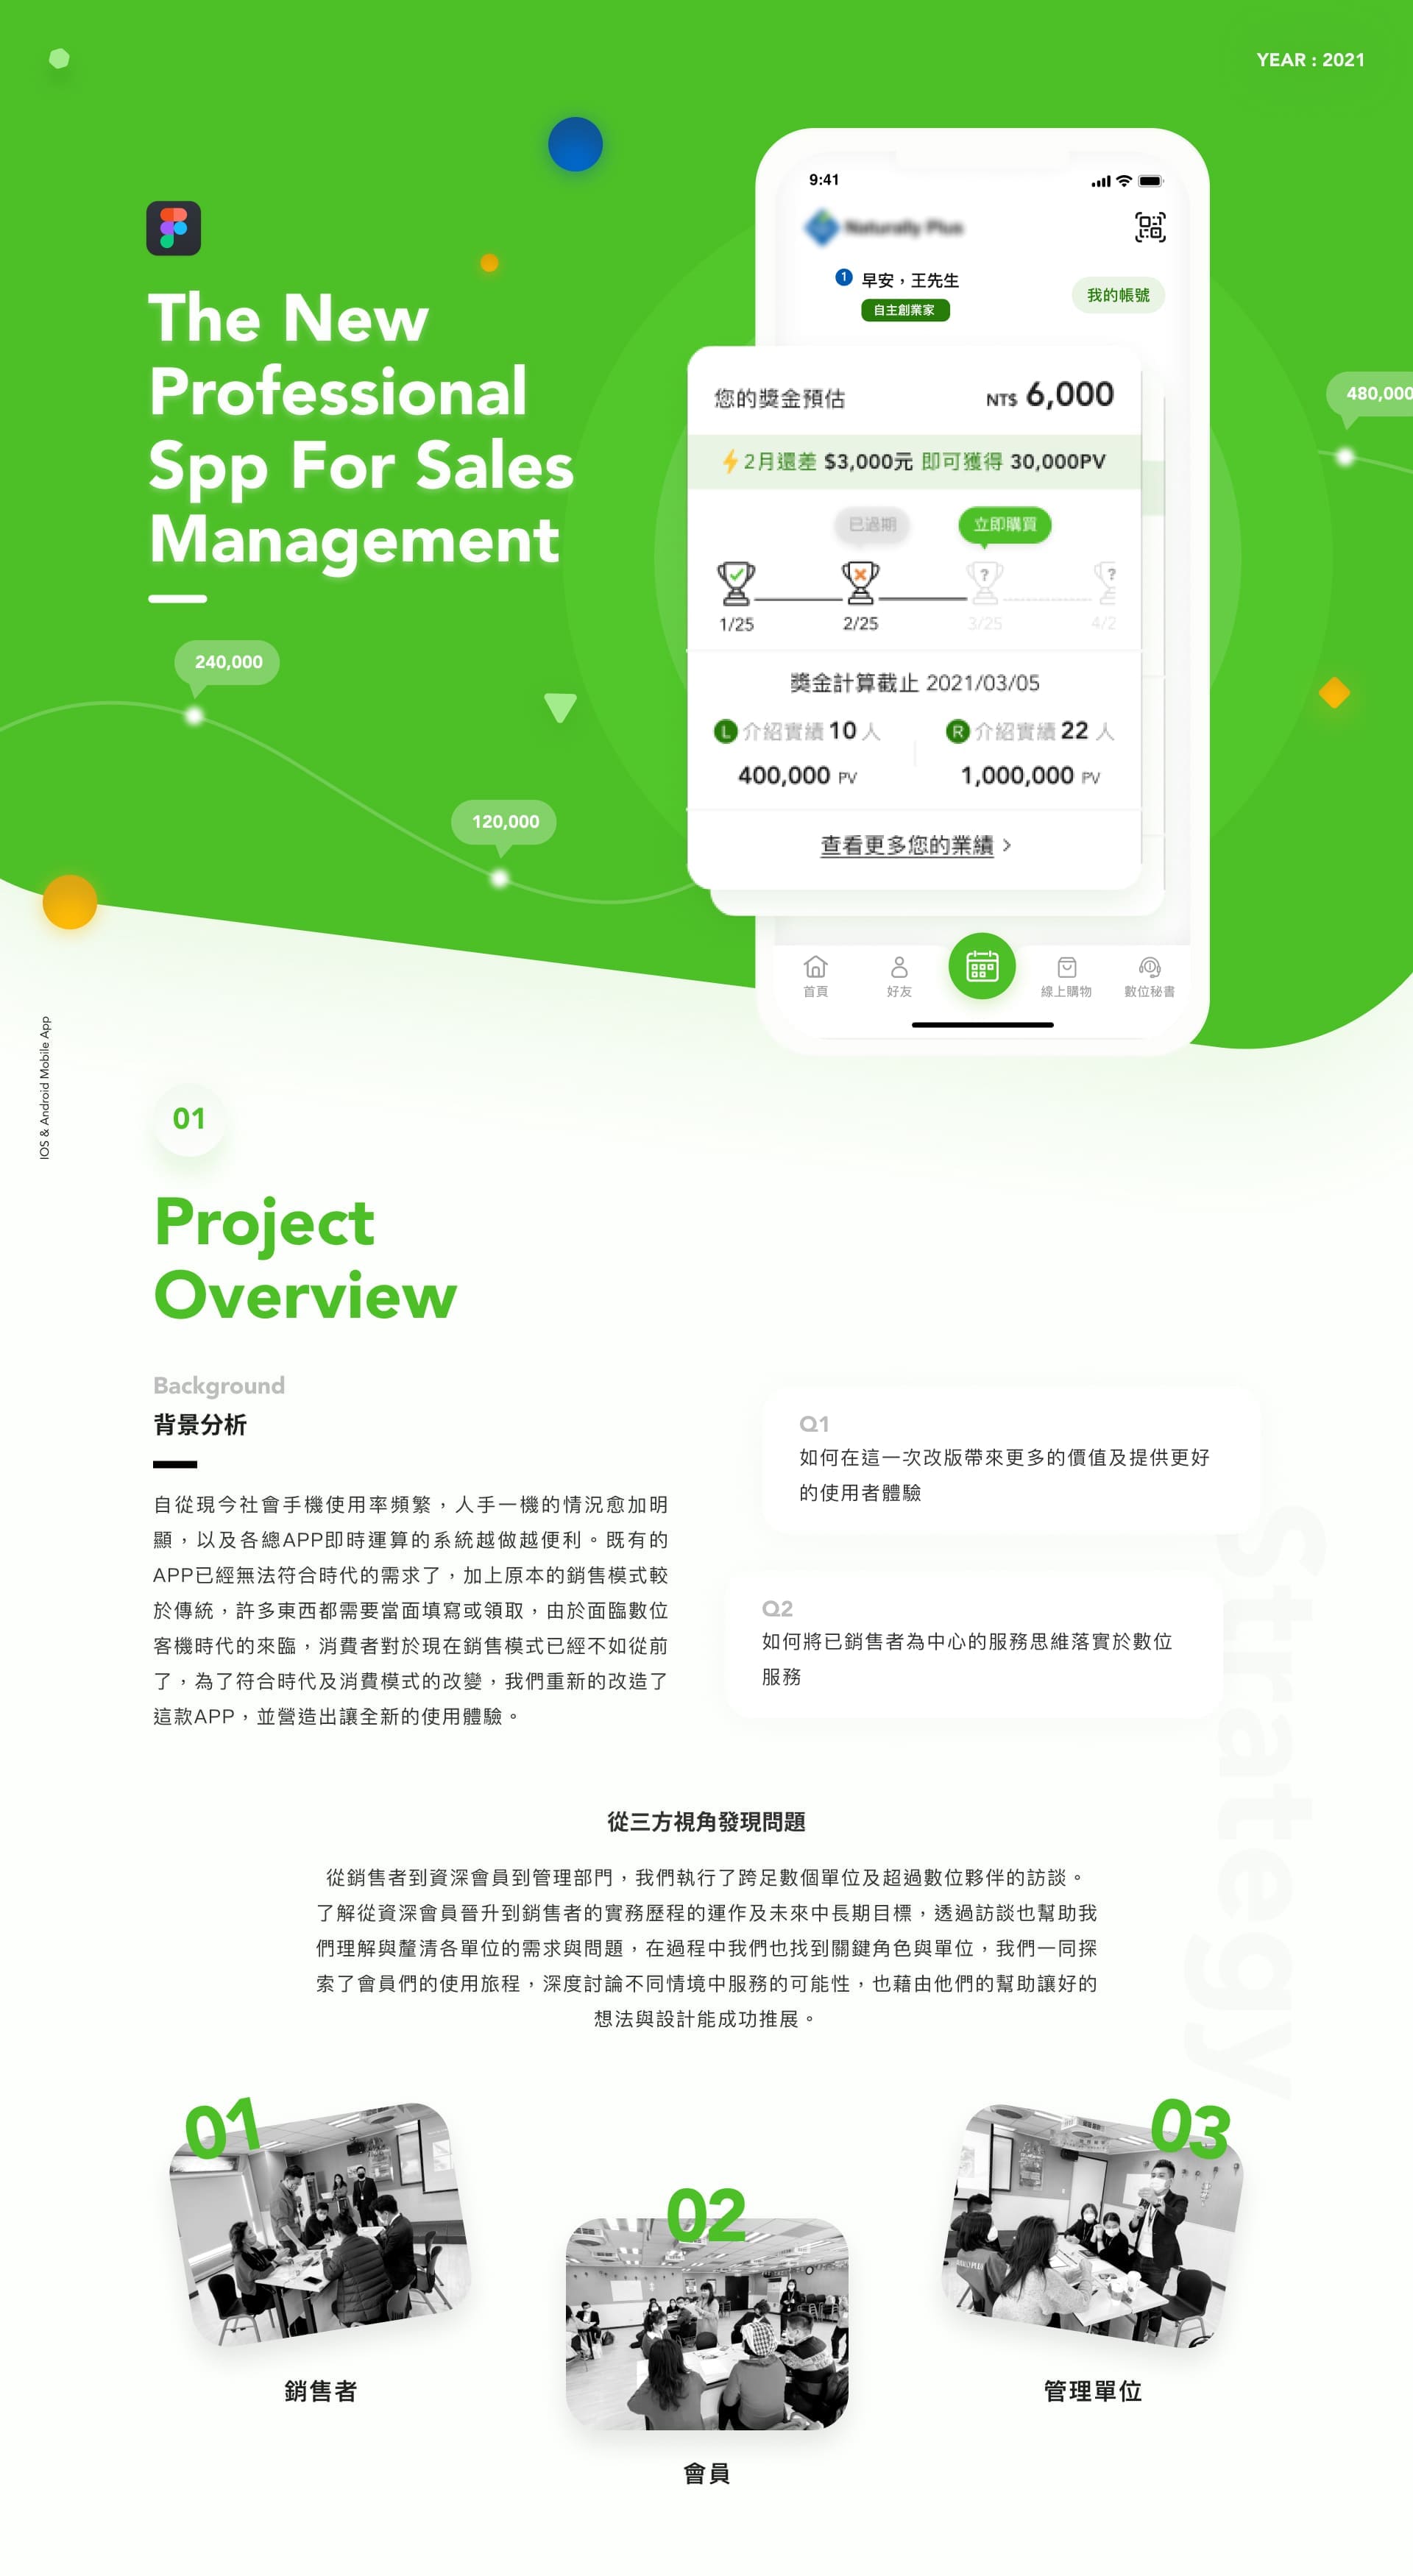 YEAR : 2021
The New
Professional
Spp For Sales
Management
240,000
120,000
480,000
9:41
Naturally Plus
1
早安，王先生
自主創業家
我的帳號
您的獎金預估
NT$ 6,000
2月還差 $3,000元 即可獲得 30,000PV
已過期
立即購買
?
?
1/25
2/25
3/25
4/2
獎金計算截止 2021/03/05
L 介紹實績 10 人
R 介紹實績 22 人
400,000 PV
1,000,000 PV
查看更多您的業績
首頁
好友
線上購物
數位秘書
IOS & Android Mobile App
01
Project
Overview
Background
背景分析
自從現今社會手機使用率頻繁，人手一機的情況愈加明
顯，以及各總APP即時運算的系統越做越便利。既有的
APP已經無法符合時代的需求了，加上原本的銷售模式較
於傳統，許多東西都需要當面填寫或領取，由於面臨數位
客機時代的來臨，消費者對於現在銷售模式已經不如從前
了，為了符合時代及消費模式的改變，我們重新的改造了
這款APP，並營造出讓全新的使用體驗。
Q1
如何在這一次改版帶來更多的價值及提供更好
的使用者體驗
Q2
如何將已銷售者為中心的服務思維落實於數位
服務
Strategy
從三方視角發現問題
從銷售者到資深會員到管理部門，我們執行了跨足數個單位及超過數位夥伴的訪談。
了解從資深會員晉升到銷售者的實務歷程的運作及未來中長期目標，透過訪談也幫助我
們理解與釐清各單位的需求與問題，在過程中我們也找到關鍵角色與單位，我們一同探
索了會員們的使用旅程，深度討論不同情境中服務的可能性，也藉由他們的幫助讓好的
想法與設計能成功推展。
01
銷售者
02
會員
03
管理單位